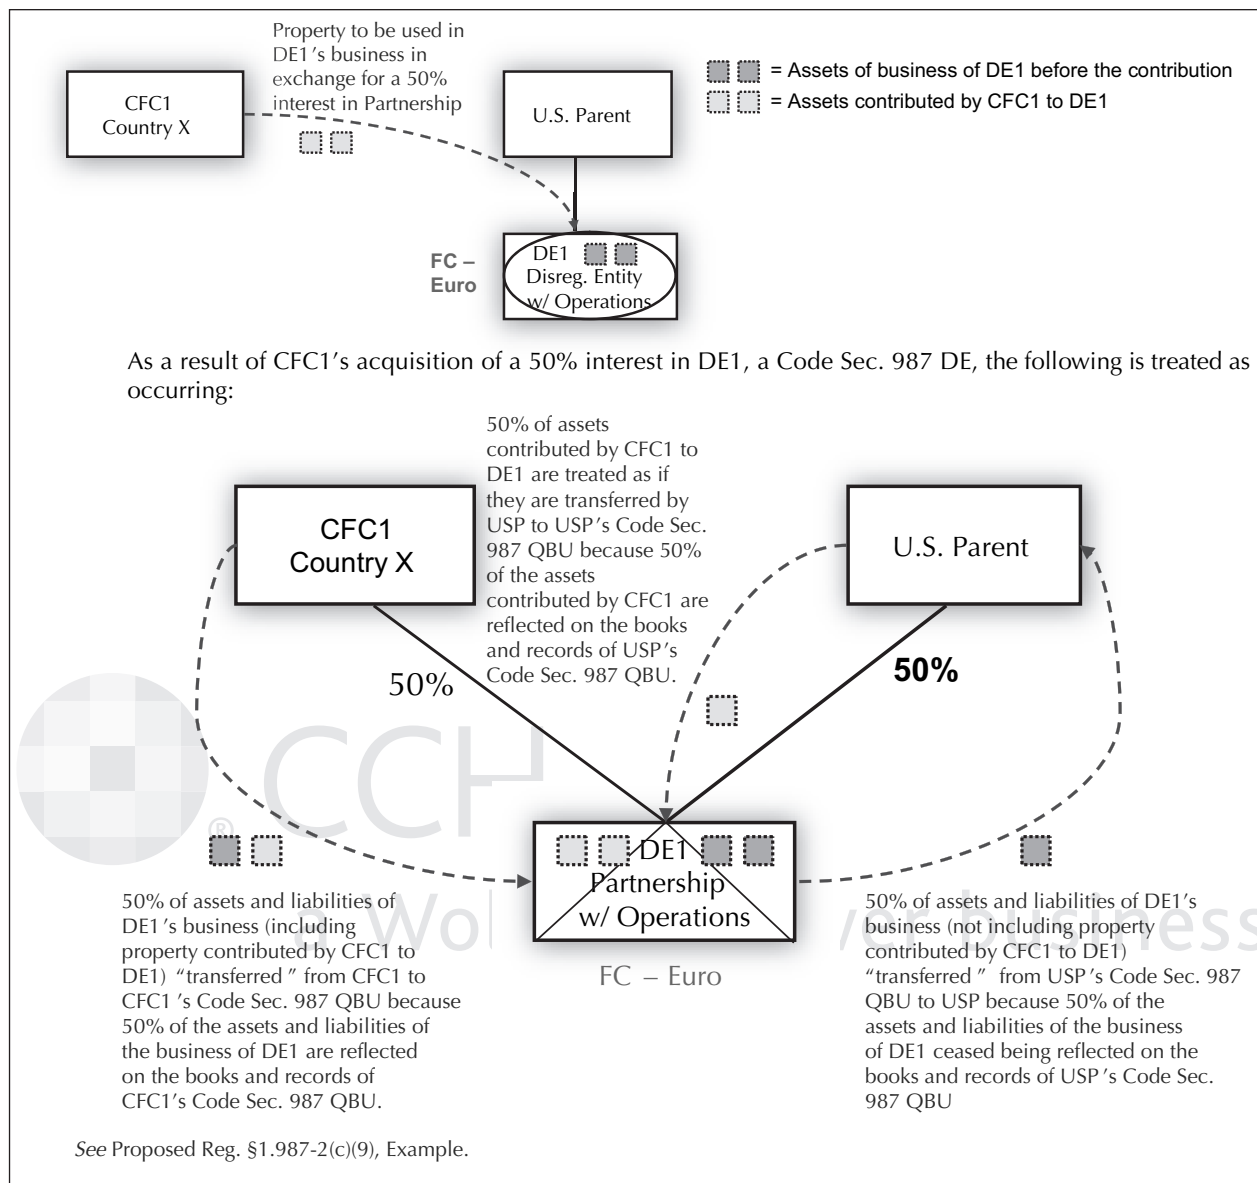 Property to be used in
DE1's business in
exchange for a 50%
interest in Partnership
CFC1
Country X
U.S. Parent
= Assets of business of DE1 before the contribution
= Assets contributed by CFC1 to DE1
FC –
Euro
DE1
Disreg. Entity
w/ Operations
As a result of CFC1's acquisition of a 50% interest in DE1, a Code Sec. 987 DE, the following is treated as
occurring:
50% of assets
contributed by CFC1 to
DE1 are treated as if
they are transferred by
USP to USP's Code Sec.
987 QBU because 50%
of the assets
contributed by CFC1 are
reflected on the books
and records of USP's
Code Sec. 987 QBU.
CFC1
Country X
U.S. Parent
50%
50%
CCH
®
DE1
Partnership
w/ Operations
FC – Euro
50% of assets and liabilities of
DE1's business (including
property contributed by CFC1 to
DE1) “transferred ” from CFC1 to
CFC1 's Code Sec. 987 QBU because
50% of the assets and liabilities of
the business of DE1 are reflected
on the books and records of
CFC1's Code Sec. 987 QBU.
50% of assets and liabilities of DE1's
business (not including property
contributed by CFC1 to DE1)
“transferred ” from USP's Code Sec. 987
QBU to USP because 50% of the
assets and liabilities of the business
of DE1 ceased being reflected on the
books and records of USP's Code Sec.
987 QBU
See Proposed Reg. §1.987-2(c)(9), Example.